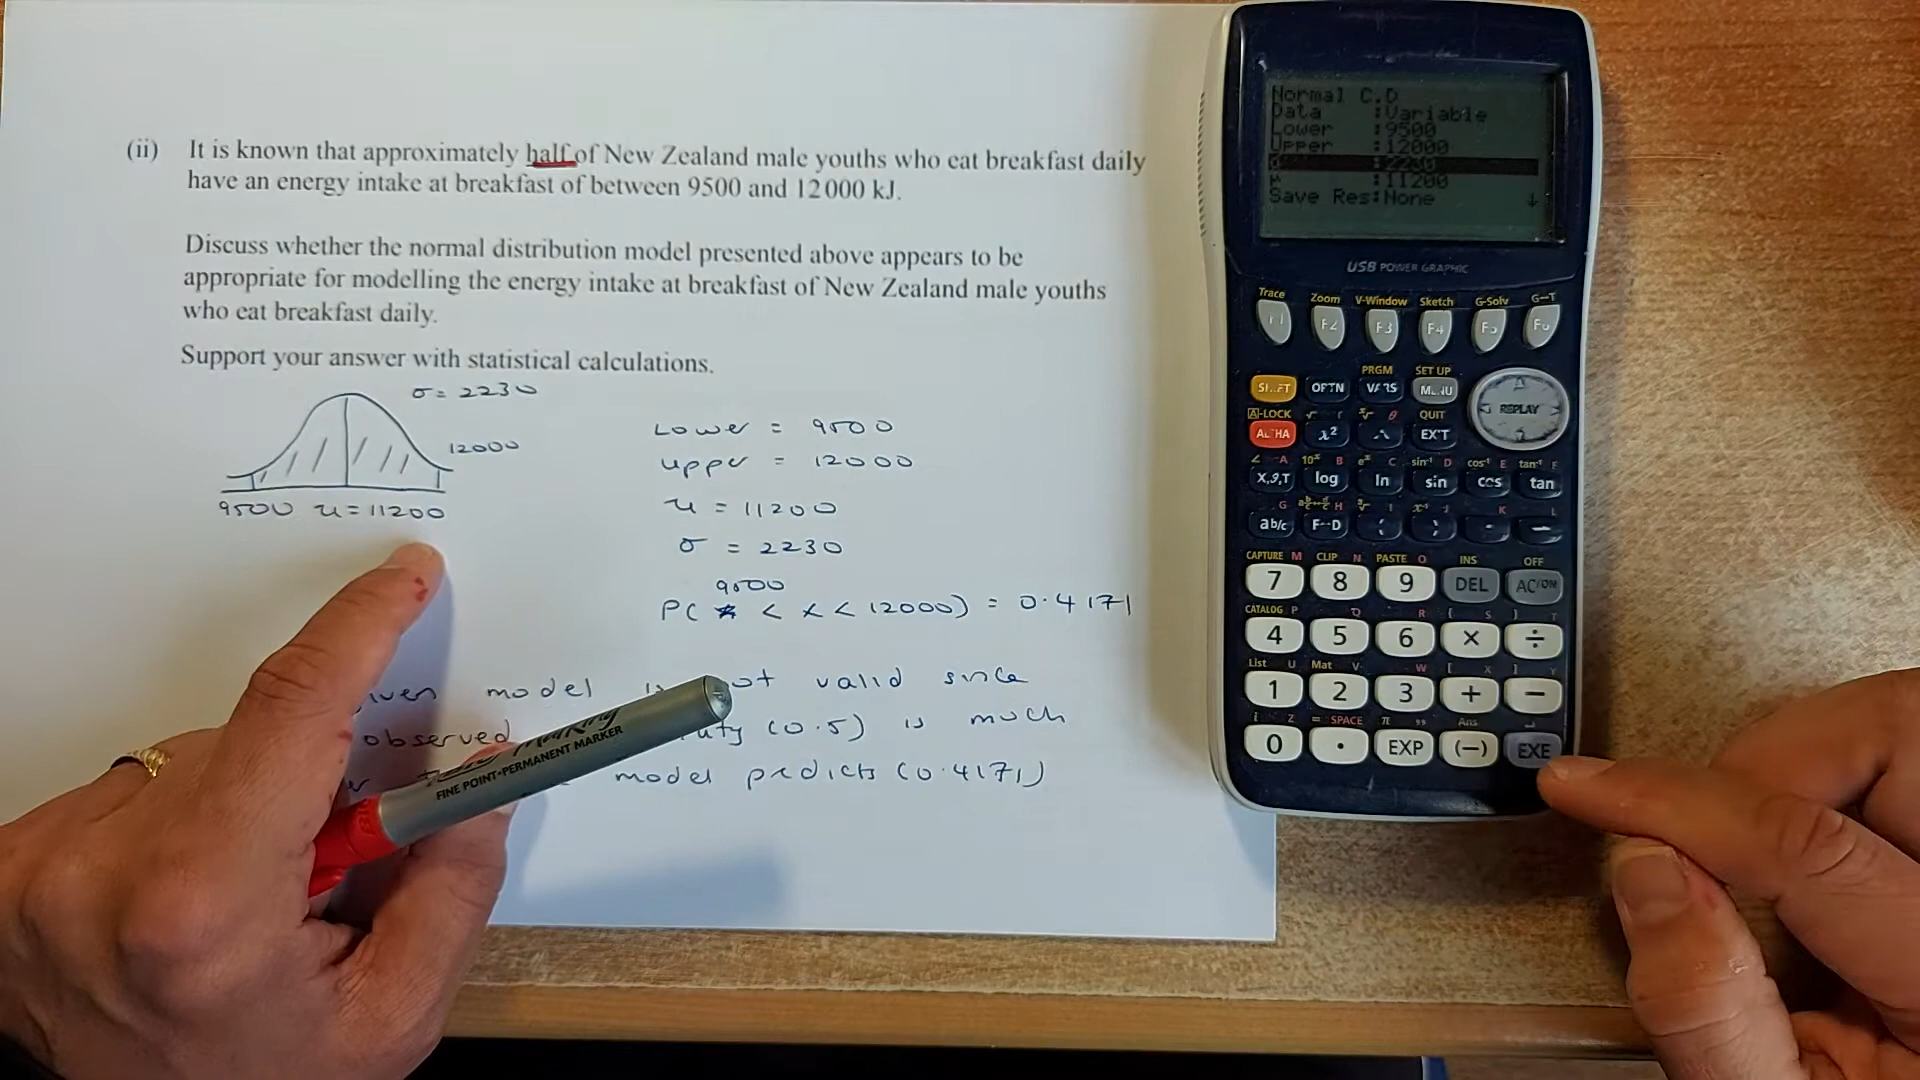 (ii) It is known that approximately half of New Zealand male youths who eat breakfast daily
have an energy intake at breakfast of between 9500 and 12 000 kJ.
Discuss whether the normal distribution model presented above appears to be
appropriate for modelling the energy intake at breakfast of New Zealand male youths
who eat breakfast daily.
Support your answer with statistical calculations.
σ = 2230
12000
9500 μ = 11200
Lower = 9500
upper = 12000
μ = 11200
σ = 2230
9500
P( < x < 12000) = 0.4171
model valid since
observed (0.5) is much
model predicts (0.4171)
FINE POINT•PERMANENT MARKER
Normal C.D
Data :Variable
Lower :9500
Upper :12000
σ :2230
μ :11200
Save Res:None ↓
USB POWER GRAPHIC
Trace Zoom V-Window Sketch G-Solv G↔T
F1 F2 F3 F4 F5 F6
PRGM SET UP
SHIFT OPTN VARS MENU
REPLAY
A-LOCK QUIT
ALPHA x² ^ EXIT
∠ A 10ˣ B eˣ C sin⁻¹ D cos⁻¹ E tan⁻¹ F
X,θ,T log ln sin cos tan
a b/c F↔D ( ) , →
CAPTURE M CLIP N PASTE O INS OFF
7 8 9 DEL AC/ON
CATALOG P Q R { S } T
4 5 6 × ÷
List U Mat V W [ X ] Y
1 2 3 + −
i Z = SPACE π " Ans
0 . EXP (−) EXE